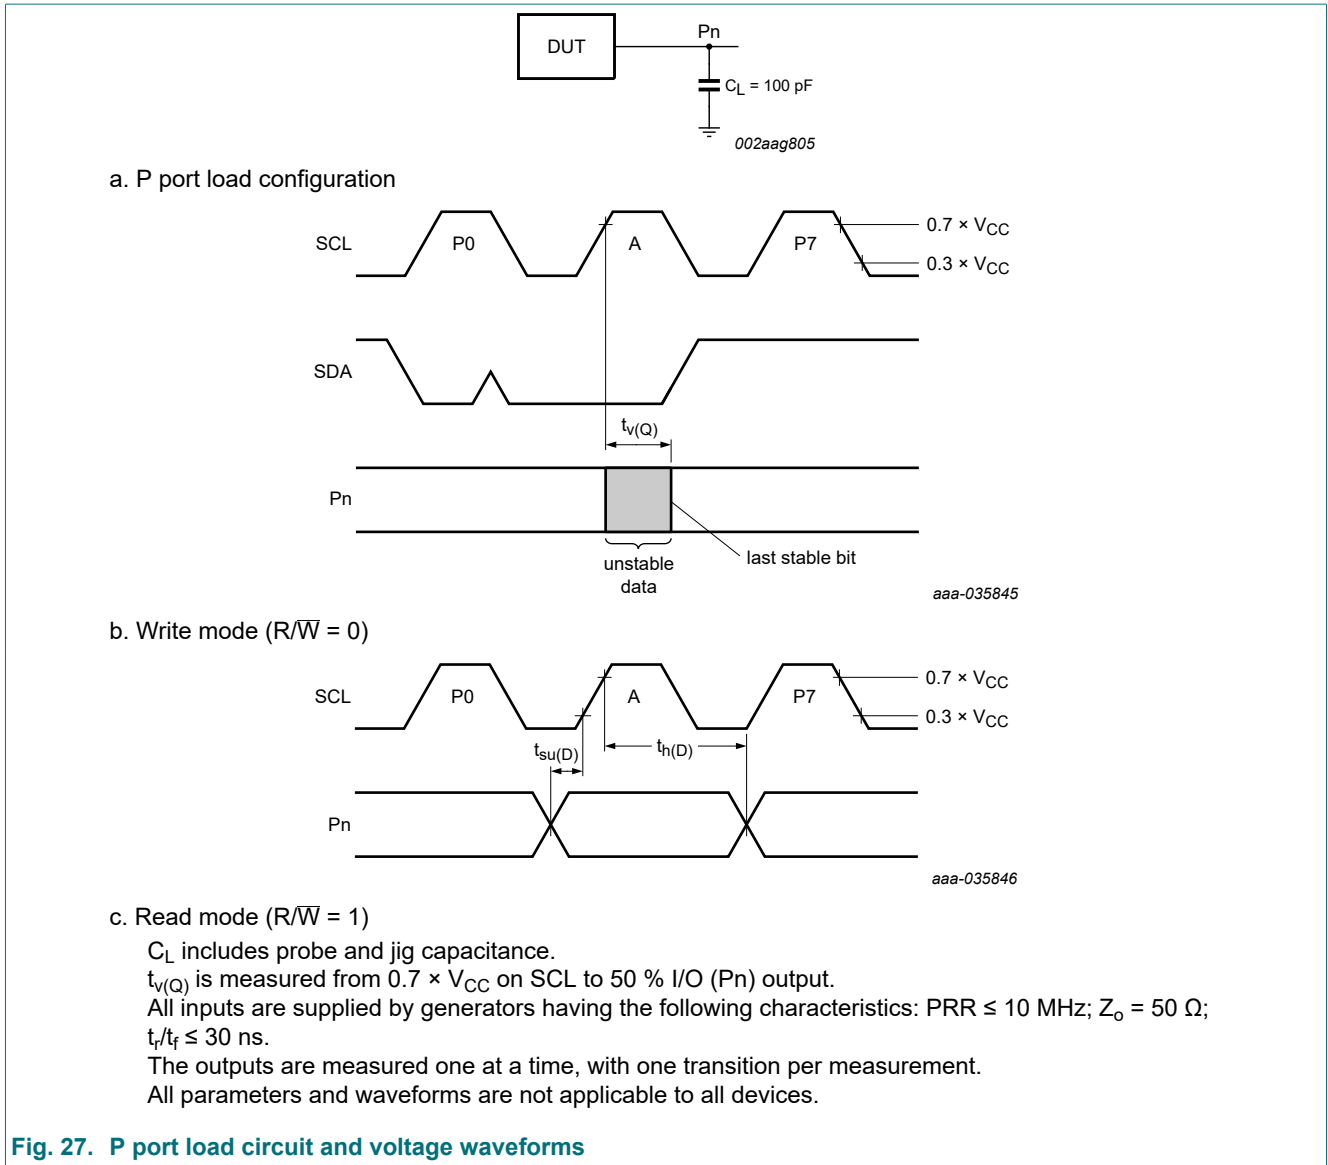 DUT
Pn
CL = 100 pF
002aag805
a. P port load configuration
SCL
P0
A
P7
0.7 × VCC
0.3 × VCC
SDA
tv(Q)
Pn
unstable
data
last stable bit
aaa-035845
b. Write mode (R/W̅ = 0)
SCL
P0
A
P7
0.7 × VCC
0.3 × VCC
tsu(D)
th(D)
Pn
aaa-035846
c. Read mode (R/W̅ = 1)
CL includes probe and jig capacitance.
tv(Q) is measured from 0.7 × VCC on SCL to 50 % I/O (Pn) output.
All inputs are supplied by generators having the following characteristics: PRR ≤ 10 MHz; Zo = 50 Ω;
tr/tf ≤ 30 ns.
The outputs are measured one at a time, with one transition per measurement.
All parameters and waveforms are not applicable to all devices.
Fig. 27. P port load circuit and voltage waveforms